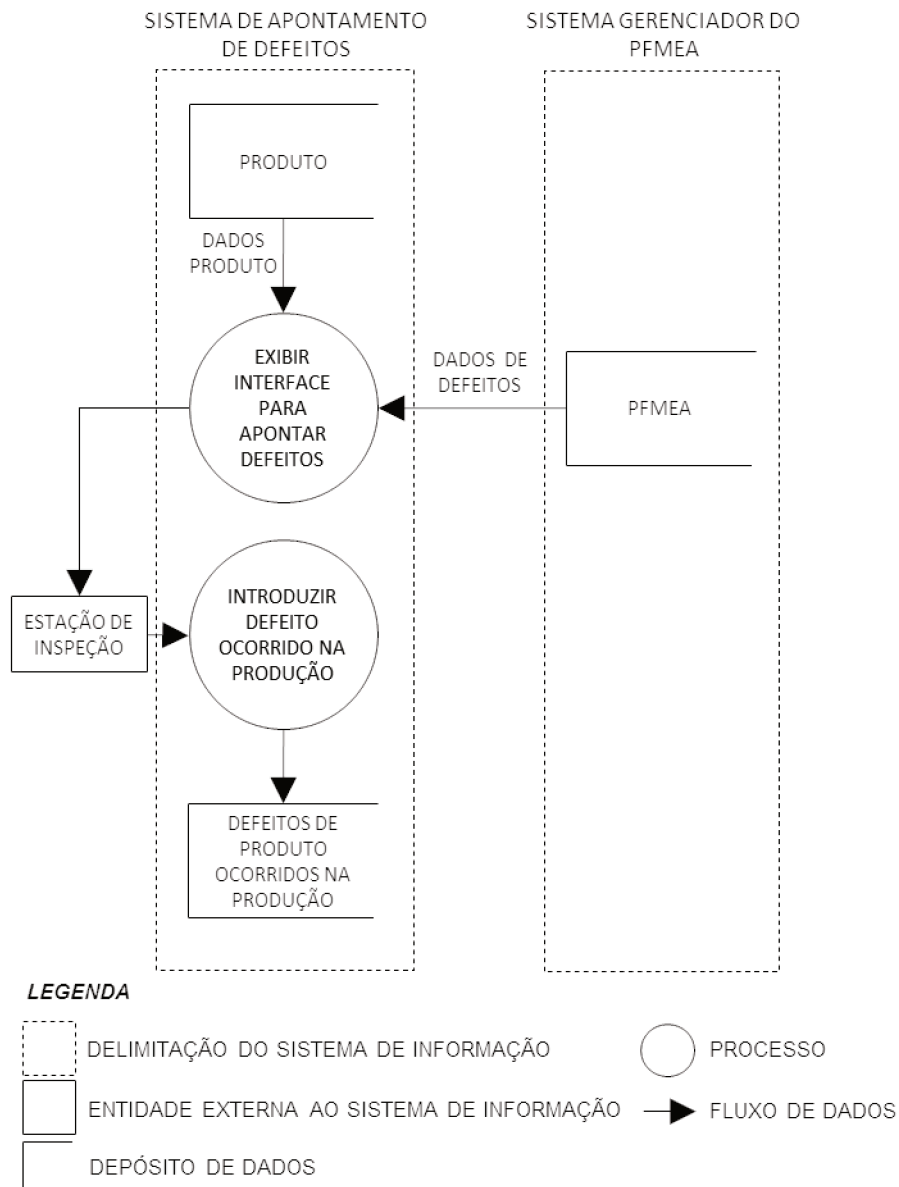 SISTEMA DE APONTAMENTO
DE DEFEITOS
SISTEMA GERENCIADOR DO
PFMEA
PRODUTO
DADOS
PRODUTO
EXIBIR
INTERFACE
PARA
APONTAR
DEFEITOS
DADOS DE
DEFEITOS
PFMEA
ESTAÇÃO DE
INSPEÇÃO
INTRODUZIR
DEFEITO
OCORRIDO NA
PRODUÇÃO
DEFEITOS DE
PRODUTO
OCORRIDOS NA
PRODUÇÃO
LEGENDA
DELIMITAÇÃO DO SISTEMA DE INFORMAÇÃO
PROCESSO
ENTIDADE EXTERNA AO SISTEMA DE INFORMAÇÃO
FLUXO DE DADOS
DEPÓSITO DE DADOS